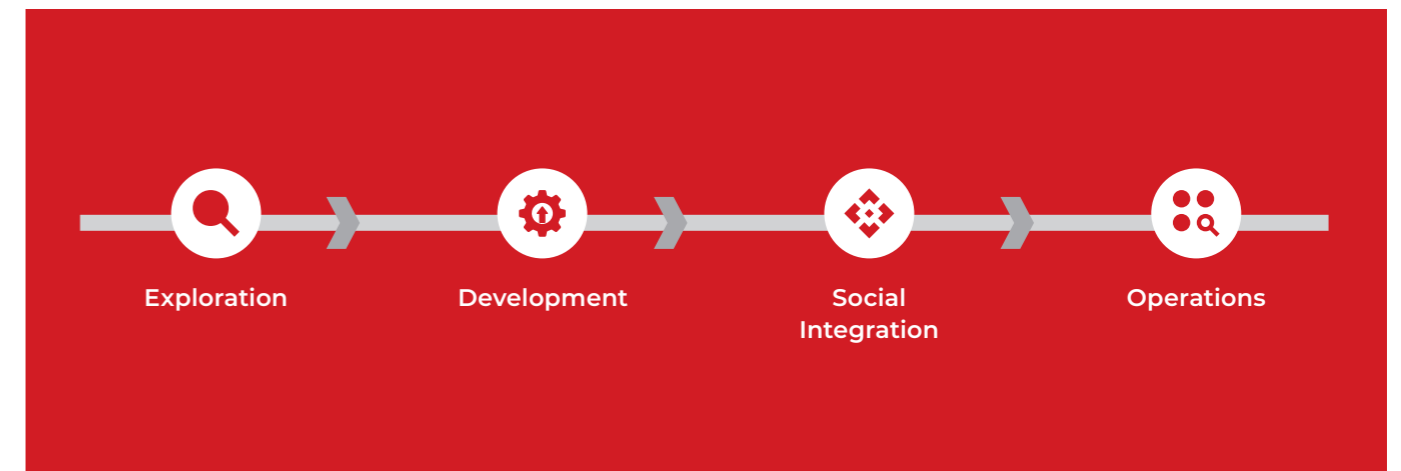 Exploration
Development
Social
Integration
Operations